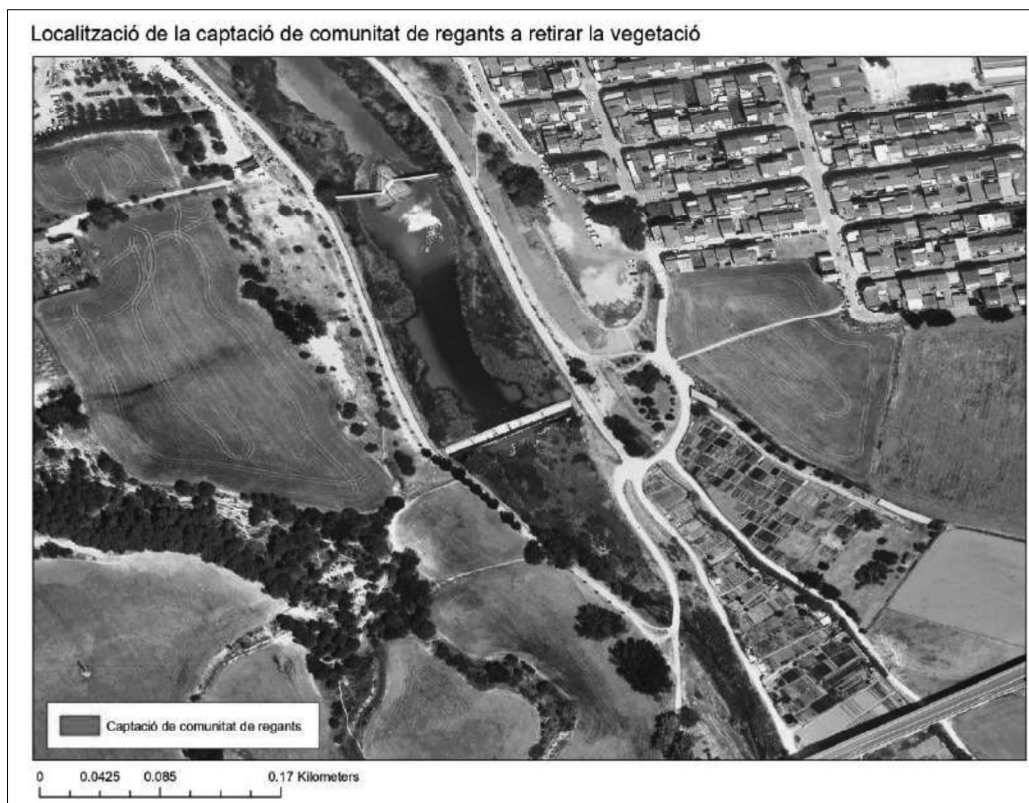 Localització de la captació de comunitat de regants a retirar la vegetació
Captació de comunitat de regants
0 0.0425 0.085 0.17 Kilometers